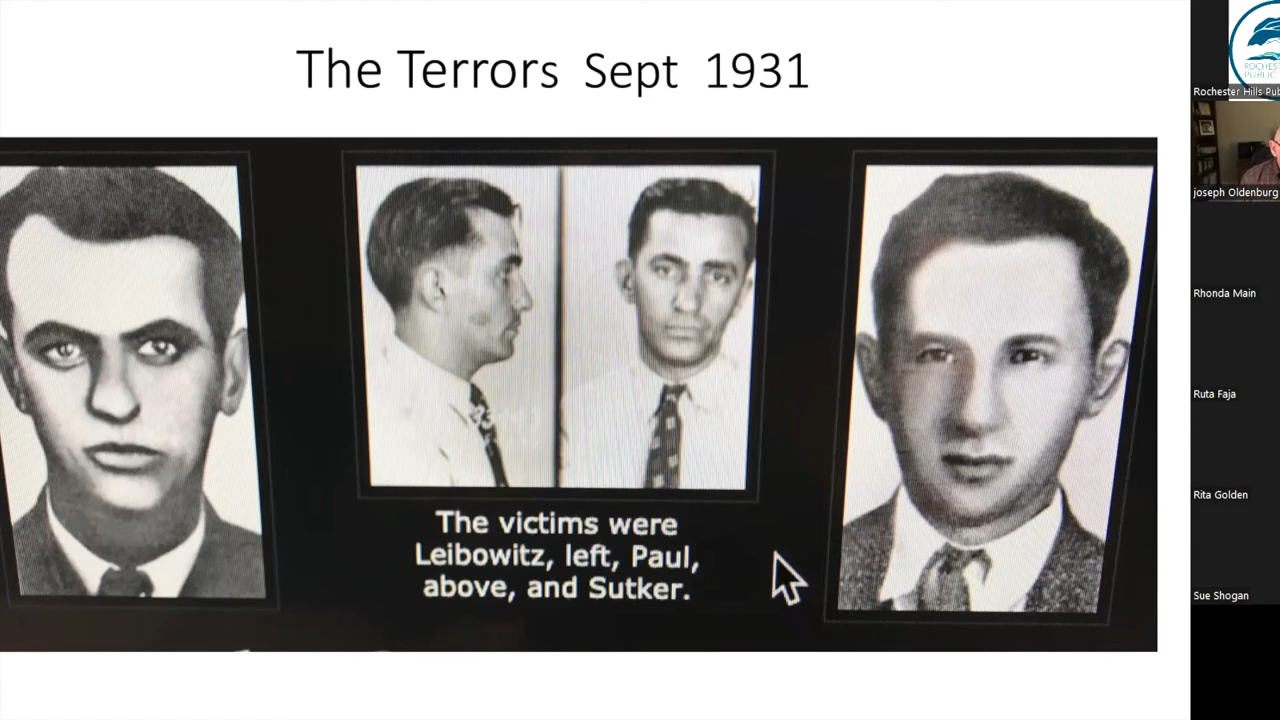 The Terrors Sept 1931
The victims were
Leibowitz, left, Paul,
above, and Sutker.
Rochester Hills Pub
joseph Oldenburg
Rhonda Main
Ruta Faja
Rita Golden
Sue Shogan